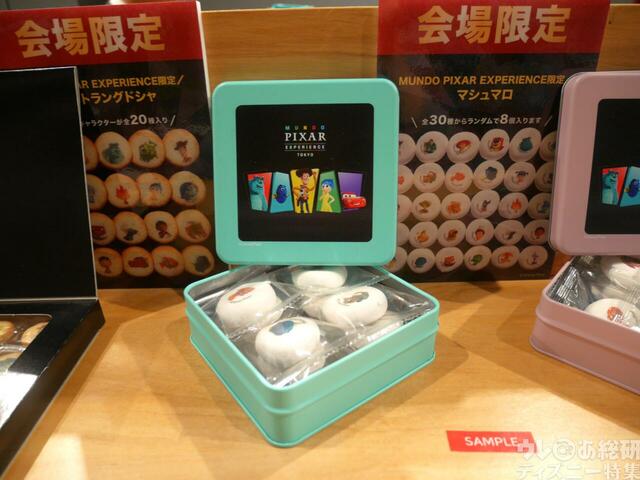 会場限定
AR EXPERIENCE限定
トラングドシャ
ャラクターが全20種入り
会場限定
MUNDO PIXAR EXPERIENCE限定
マシュマロ
全30種からランダムで8個入ります
MUNDO
PIXAR
EXPERIENCE
TOKYO
SAMPLE
ウレぴあ総研
ディズニー特集